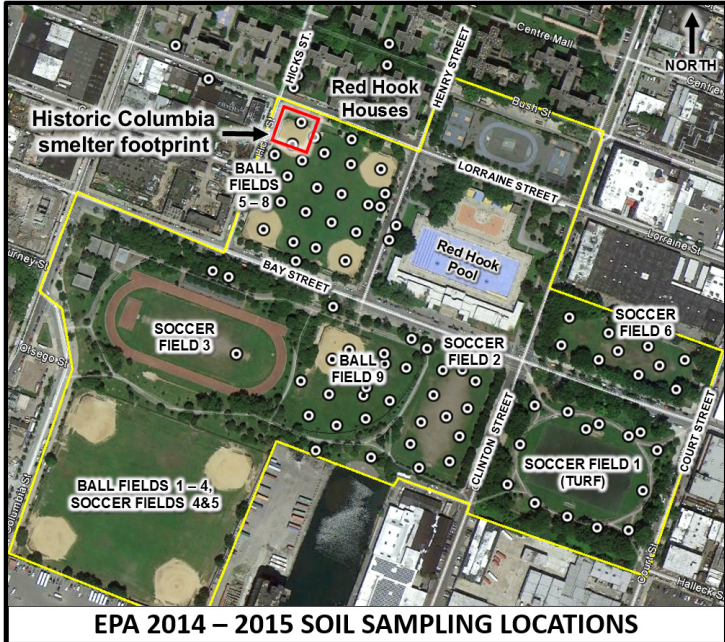 Centre Mall
NORTH
Centre
HICKS ST.
HENRY STREET
Red Hook
Houses
Bush St
Historic Columbia
smelter footprint
BALL
FIELDS
5 – 8
LORRAINE STREET
Lorraine St
Red Hook
Pool
BAY STREET
SOCCER
FIELD 3
BALL
FIELD 9
SOCCER
FIELD 2
SOCCER
FIELD 6
Otsego St
CLINTON STREET
COURT STREET
SOCCER FIELD 1
(TURF)
BALL FIELDS 1 – 4,
SOCCER FIELDS 4&5
Columbia St
Court St
Halleck S
EPA 2014 – 2015 SOIL SAMPLING LOCATIONS